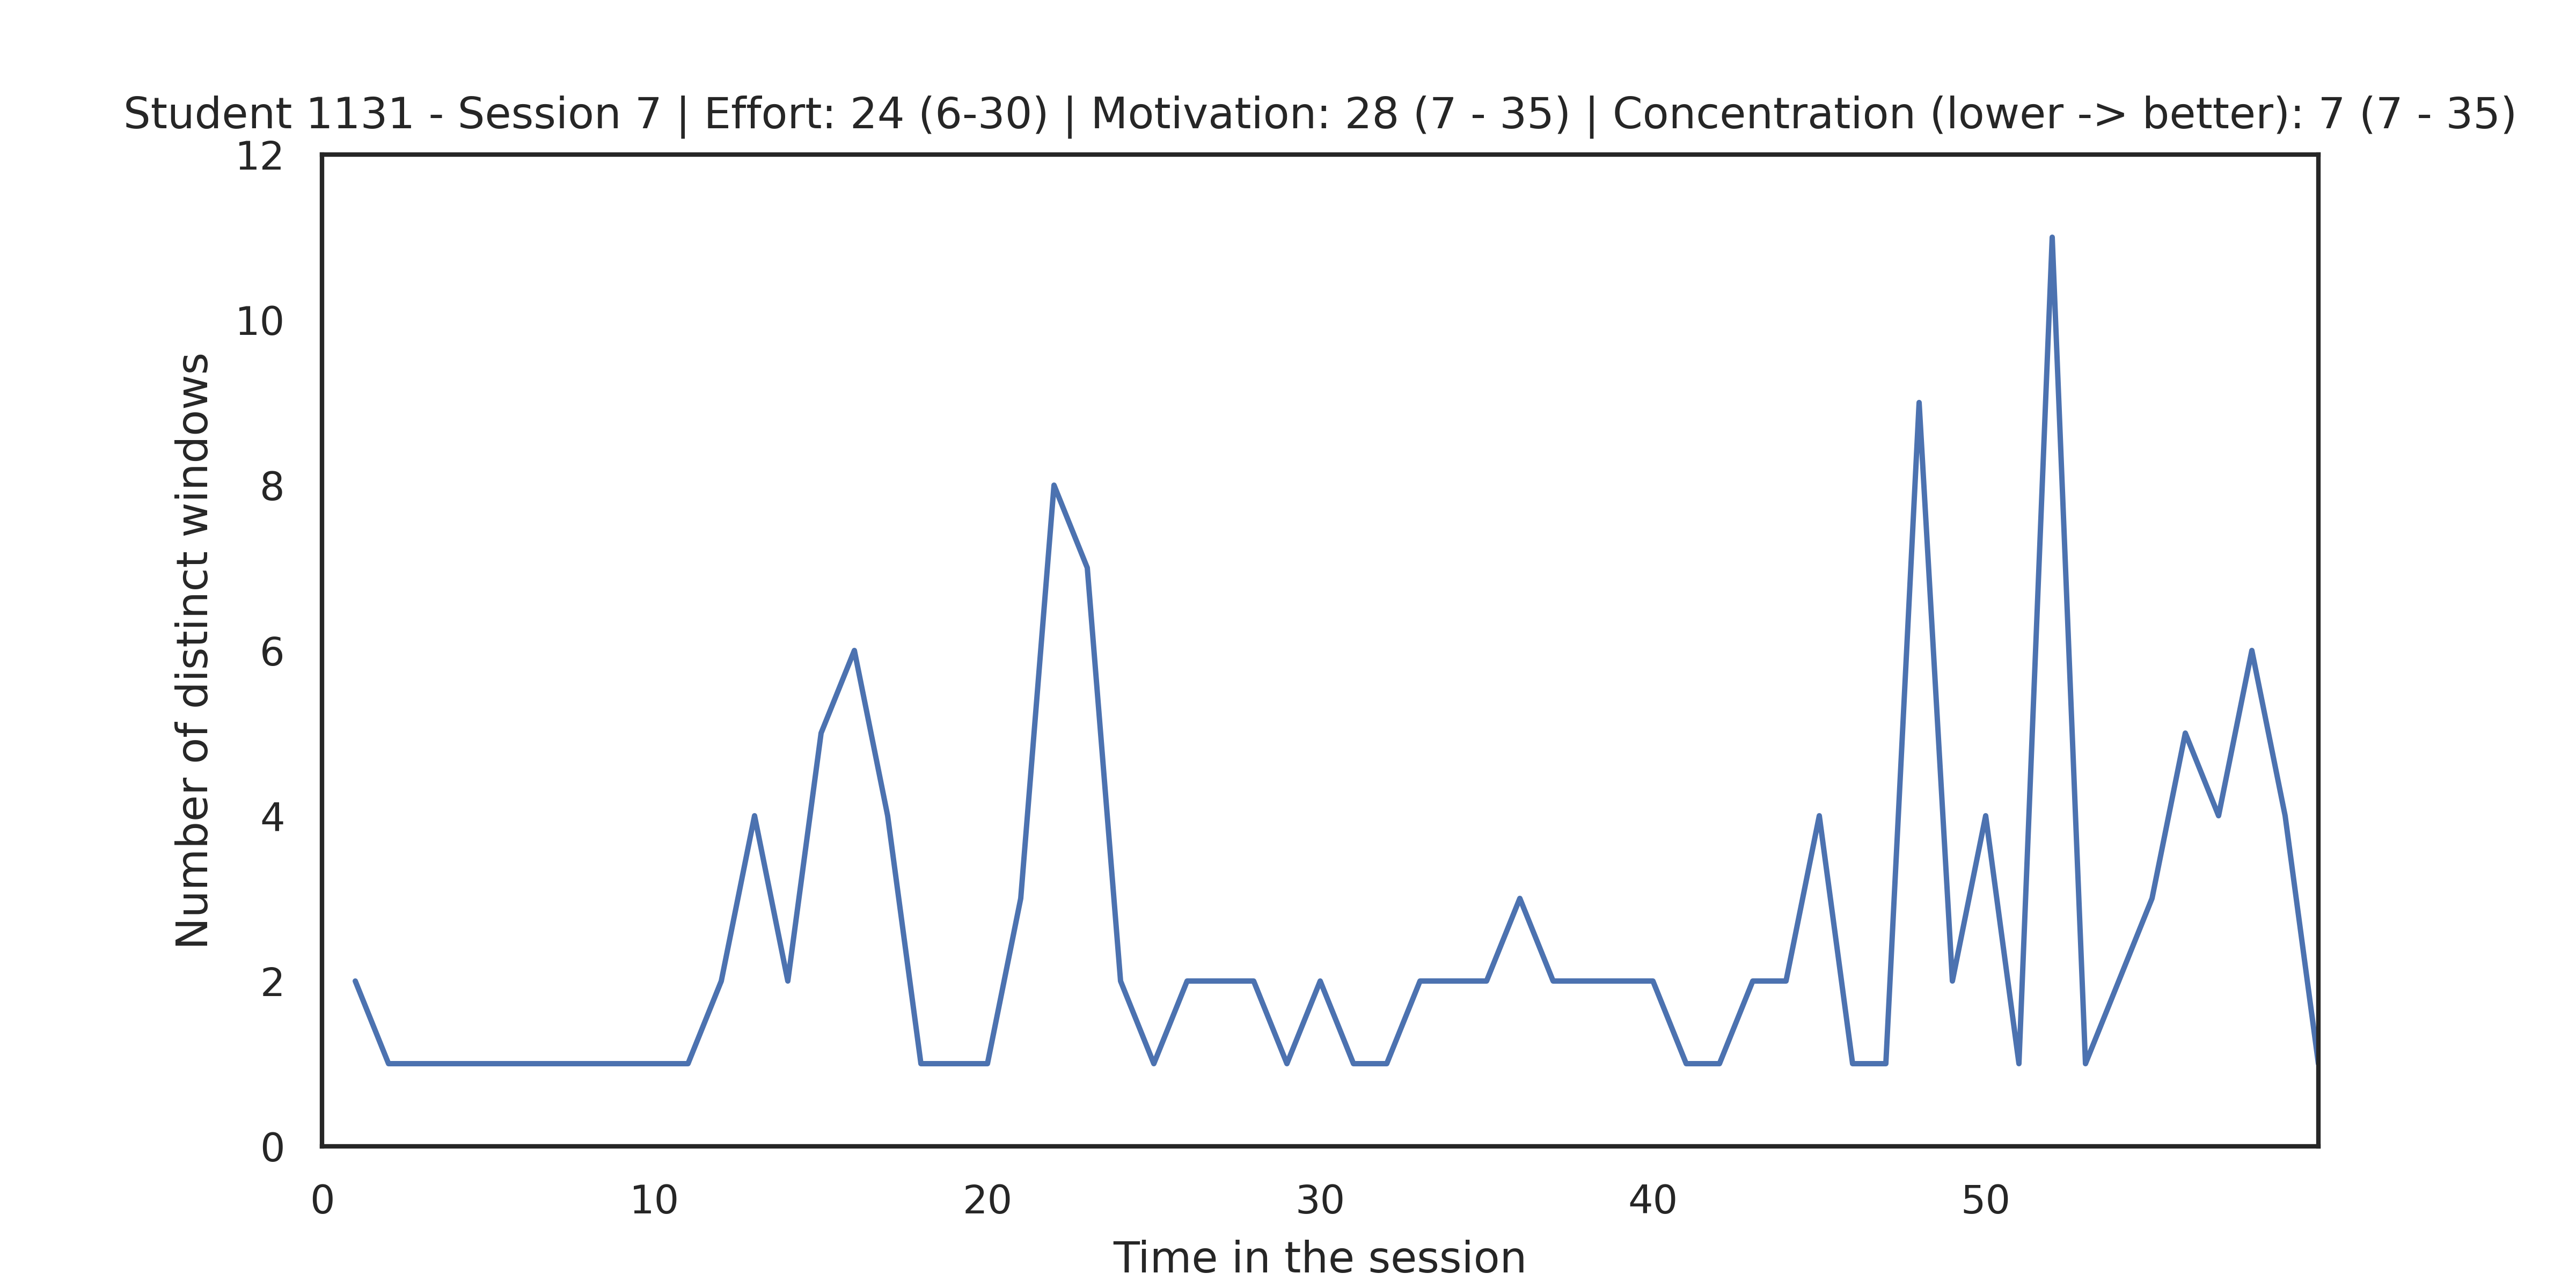 Student 1131 - Session 7 | Effort: 24 (6-30) | Motivation: 28 (7 - 35) | Concentration (lower -> better): 7 (7 - 35)
12
10
8
6
4
2
0
Number of distinct windows
0 10 20 30 40 50
Time in the session